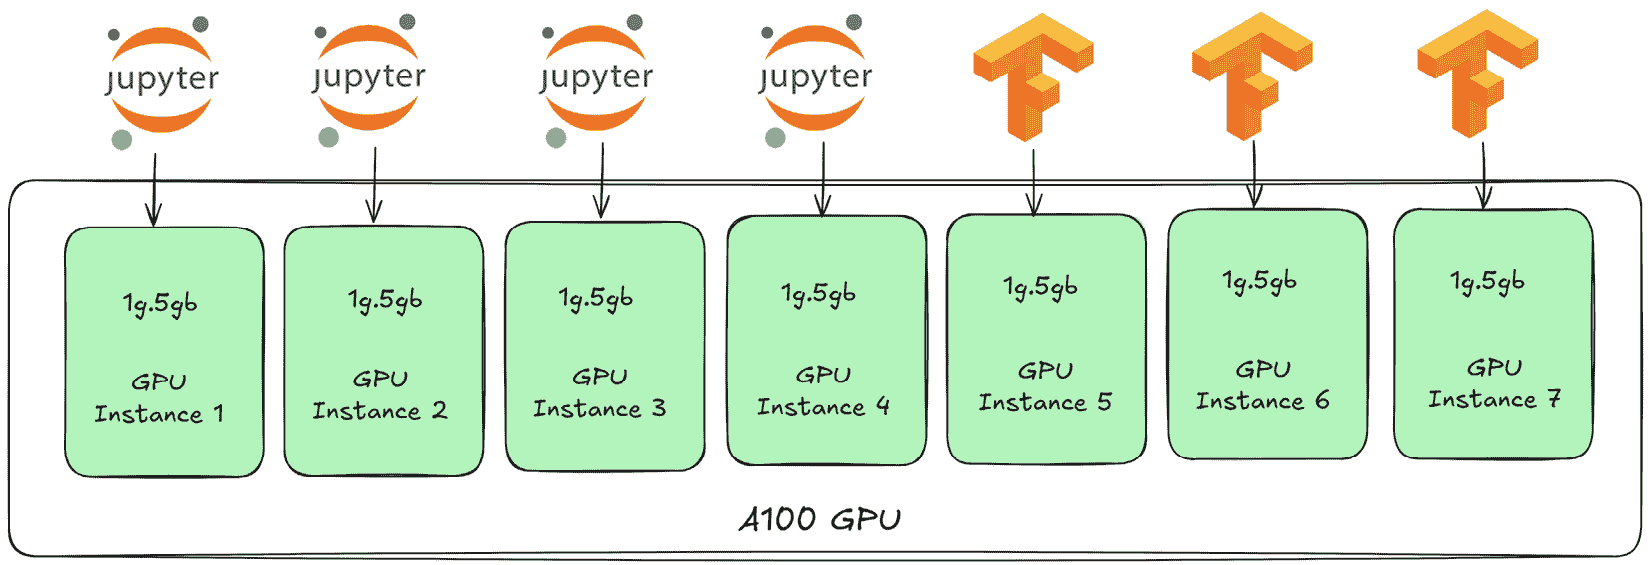 jupyter
jupyter
jupyter
jupyter
1g.5gb
GPU
Instance 1
1g.5gb
GPU
Instance 2
1g.5gb
GPU
Instance 3
1g.5gb
GPU
Instance 4
1g.5gb
GPU
Instance 5
1g.5gb
GPU
Instance 6
1g.5gb
GPU
Instance 7
A100 GPU